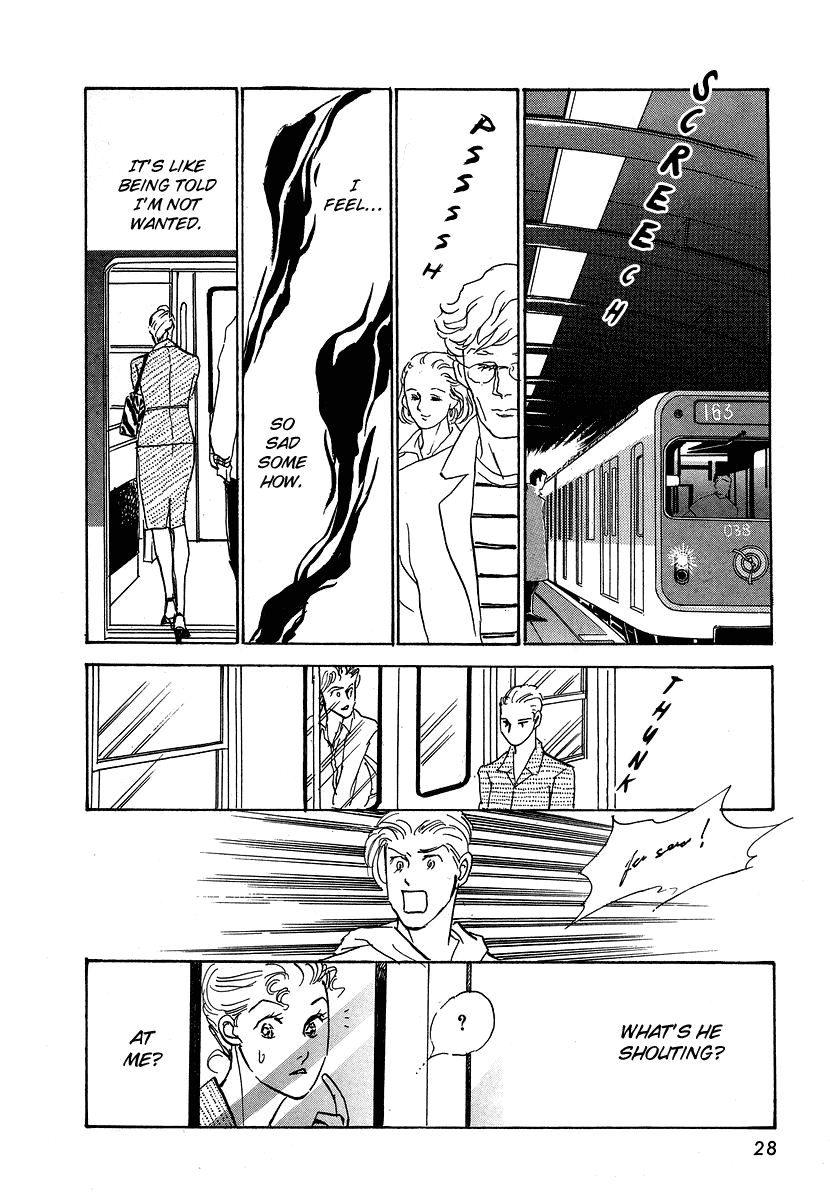 SCREECH
163
038
PSSSSH
I
FEEL...
SO
SAD
SOME
HOW.
IT'S LIKE
BEING TOLD
I'M NOT
WANTED.
THUNK
WHAT'S HE
SHOUTING?
?
AT
ME?
28